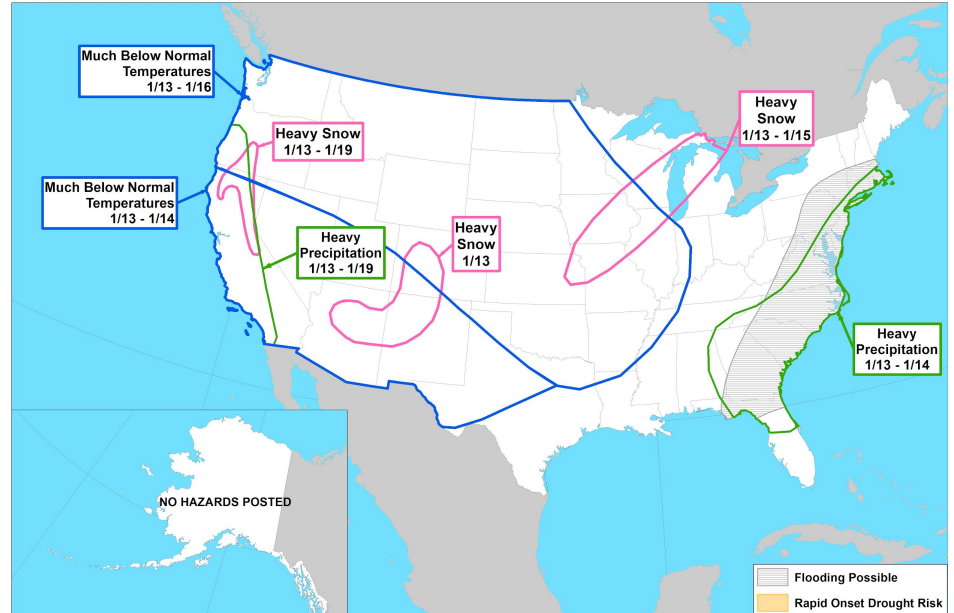 Much Below Normal
Temperatures
1/13 - 1/16
Heavy
Snow
1/13 - 1/15
Heavy Snow
1/13 - 1/19
Much Below Normal
Temperatures
1/13 - 1/14
Heavy
Snow
1/13
Heavy
Precipitation
1/13 - 1/19
Heavy
Precipitation
1/13 - 1/14
NO HAZARDS POSTED
Flooding Possible
Rapid Onset Drought Risk